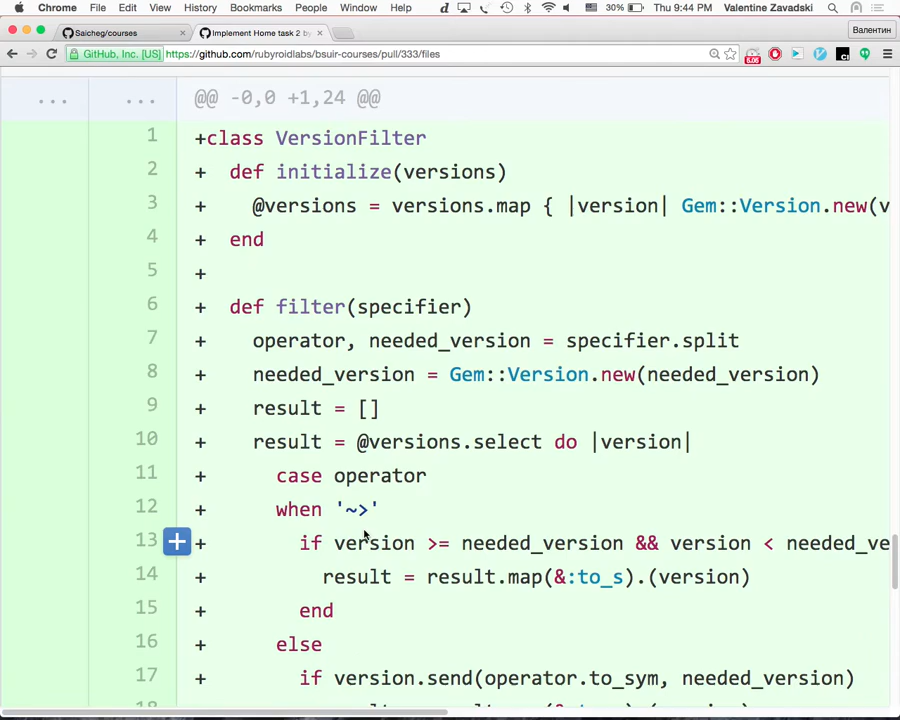 Chrome File Edit View History Bookmarks People Window Help 30% Thu 9:44 PM Valentine Zavadski
Saicheg/courses Implement Home task 2 by Валентин
GitHub, Inc. [US] https://github.com/rubyroidlabs/bsuir-courses/pull/333/files
... ... @@ -0,0 +1,24 @@
1 +class VersionFilter
2 + def initialize(versions)
3 + @versions = versions.map { |version| Gem::Version.new(v
4 + end
5 +
6 + def filter(specifier)
7 + operator, needed_version = specifier.split
8 + needed_version = Gem::Version.new(needed_version)
9 + result = []
10 + result = @versions.select do |version|
11 + case operator
12 + when '~>'
13 + if version >= needed_version && version < needed_ve
14 + result = result.map(&:to_s).(version)
15 + end
16 + else
17 + if version.send(operator.to_sym, needed_version)